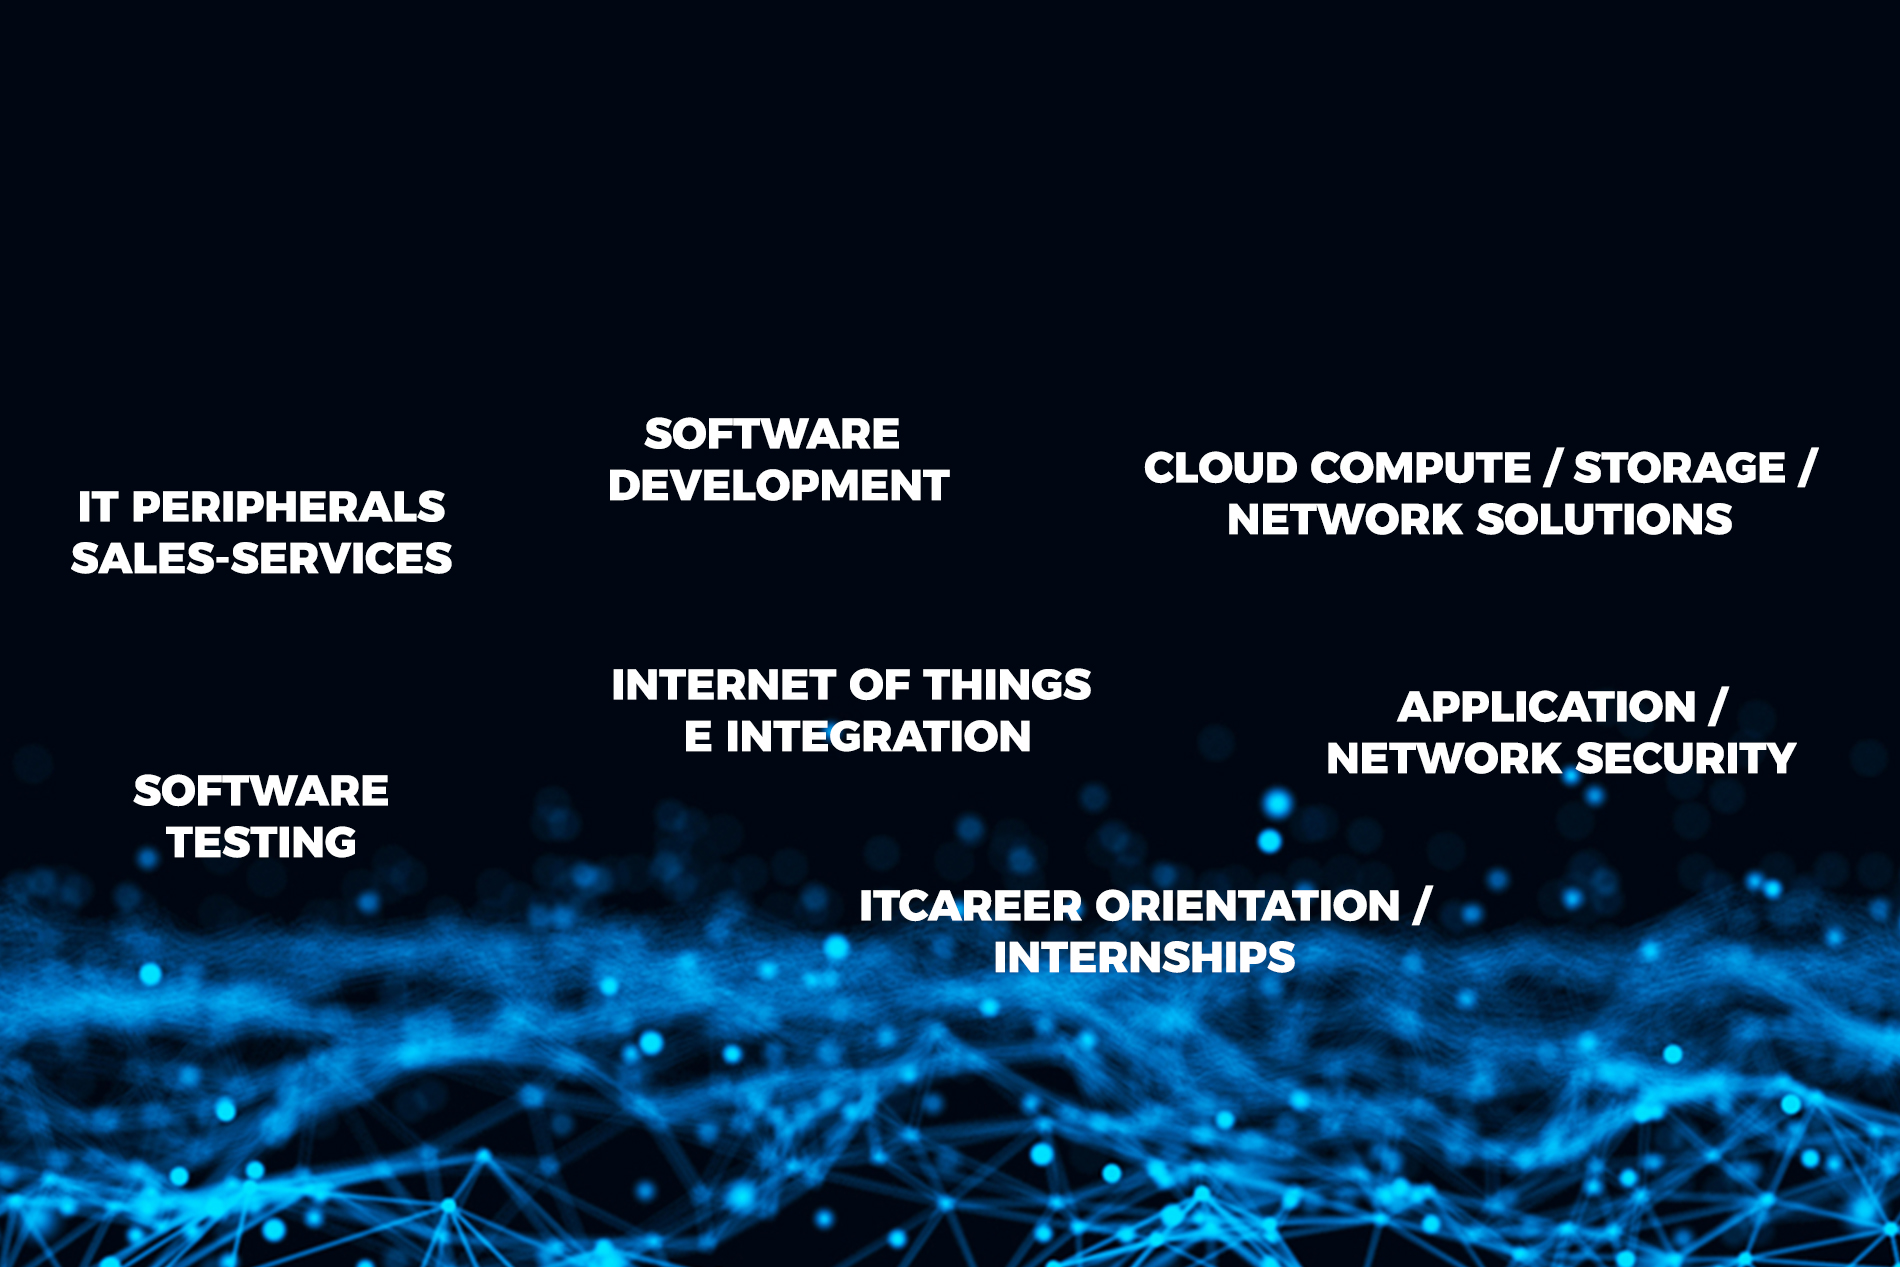 SOFTWARE
DEVELOPMENT
CLOUD COMPUTE / STORAGE /
NETWORK SOLUTIONS
IT PERIPHERALS
SALES-SERVICES
INTERNET OF THINGS
E INTEGRATION
APPLICATION /
NETWORK SECURITY
SOFTWARE
TESTING
ITCAREER ORIENTATION /
INTERNSHIPS